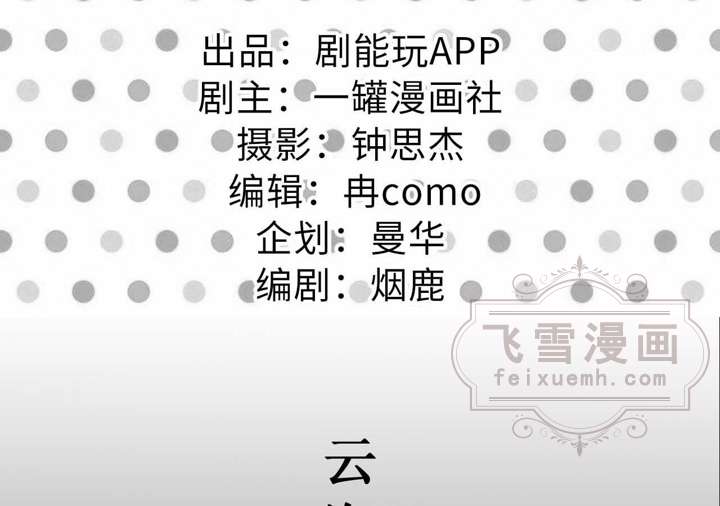 出品：剧能玩APP
剧主：一罐漫画社
摄影：钟思杰
编辑：冉como
企划：曼华
编剧：烟鹿
飞雪漫画
feixuemh.com
云